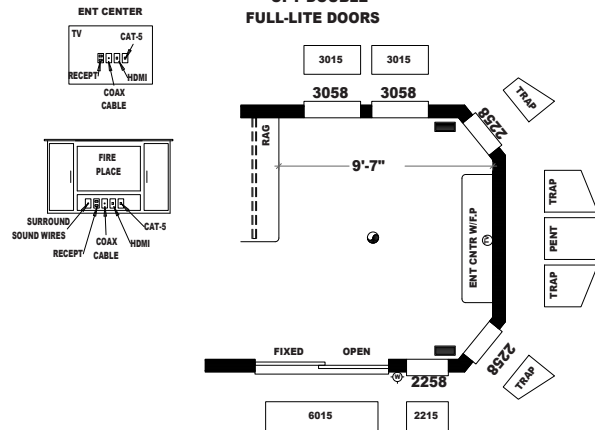 ENT CENTER
FULL-LITE DOORS
TV
CAT-5
RECEPT
HDMI
COAX
CABLE
3015
3015
3058
3058
TRAP
2258
RAG
9'-7"
FIRE
PLACE
SURROUND
SOUND WIRES
RECEPT
COAX
CABLE
HDMI
CAT-5
ENT CNTR W/F.P
TRAP
PENT
TRAP
FIXED
OPEN
W
2258
2258
TRAP
6015
2215